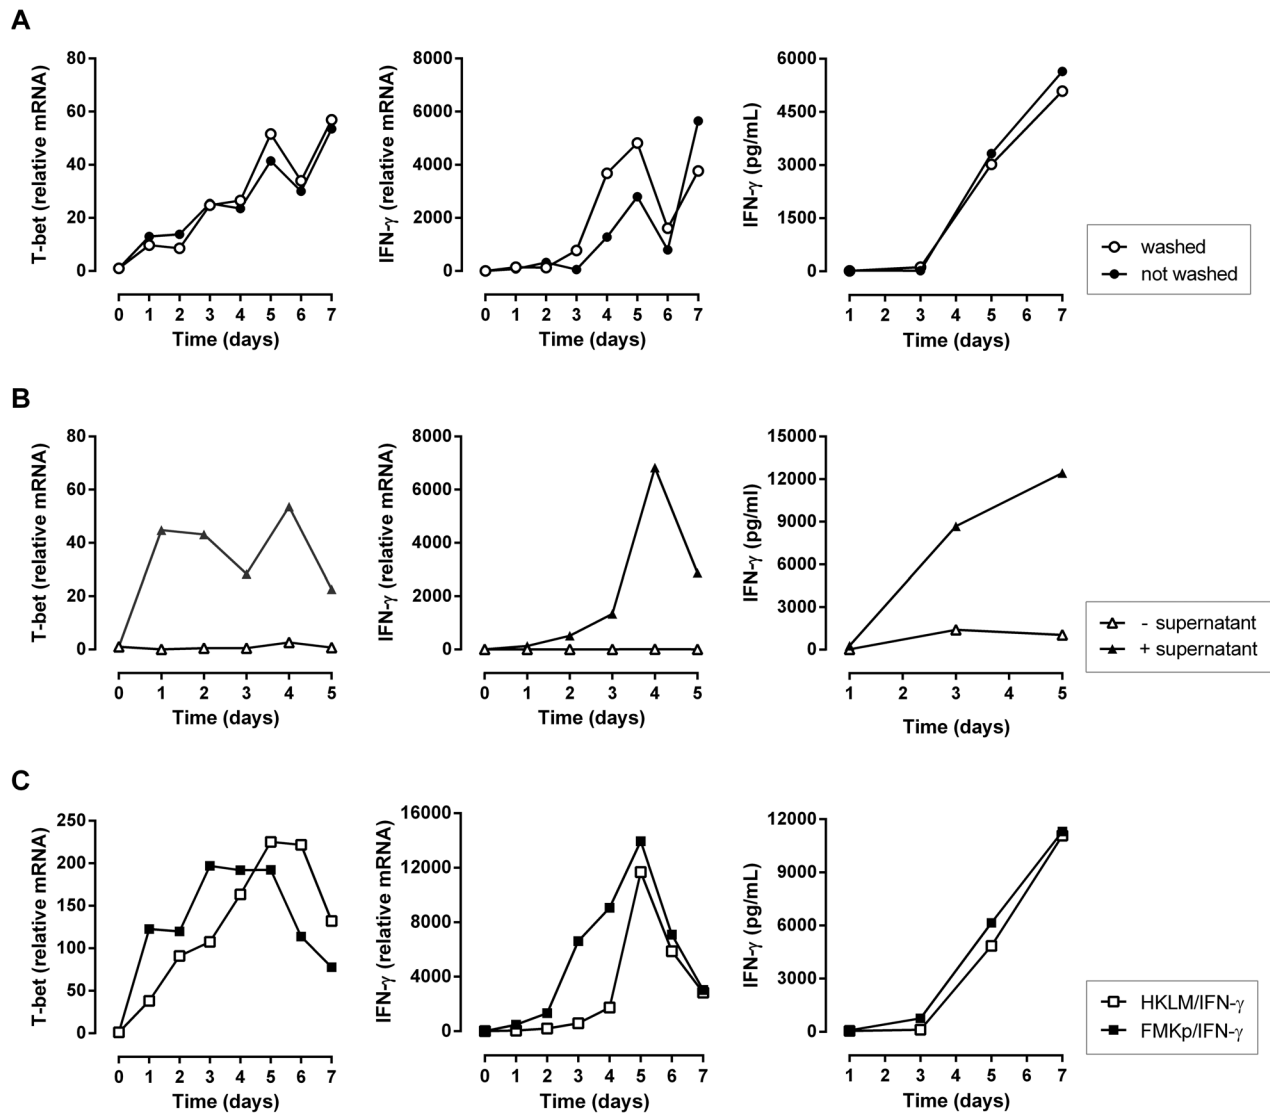 A
T-bet (relative mRNA)
80
60
40
20
0
0 1 2 3 4 5 6 7
Time (days)
IFN-γ (relative mRNA)
8000
6000
4000
2000
0
0 1 2 3 4 5 6 7
Time (days)
IFN-γ (pg/mL)
6000
4500
3000
1500
0
1 2 3 4 5 6 7
Time (days)
washed
not washed
B
T-bet (relative mRNA)
80
60
40
20
0
0 1 2 3 4 5
Time (days)
IFN-γ (relative mRNA)
8000
6000
4000
2000
0
0 1 2 3 4 5
Time (days)
IFN-γ (pg/ml)
15000
12000
9000
6000
3000
0
1 2 3 4 5
Time (days)
- supernatant
+ supernatant
C
T-bet (relative mRNA)
250
200
150
100
50
0
0 1 2 3 4 5 6 7
Time (days)
IFN-γ (relative mRNA)
16000
12000
8000
4000
0
0 1 2 3 4 5 6 7
Time (days)
IFN-γ (pg/mL)
12000
9000
6000
3000
0
1 2 3 4 5 6 7
Time (days)
HKLM/IFN-γ
FMKp/IFN-γ